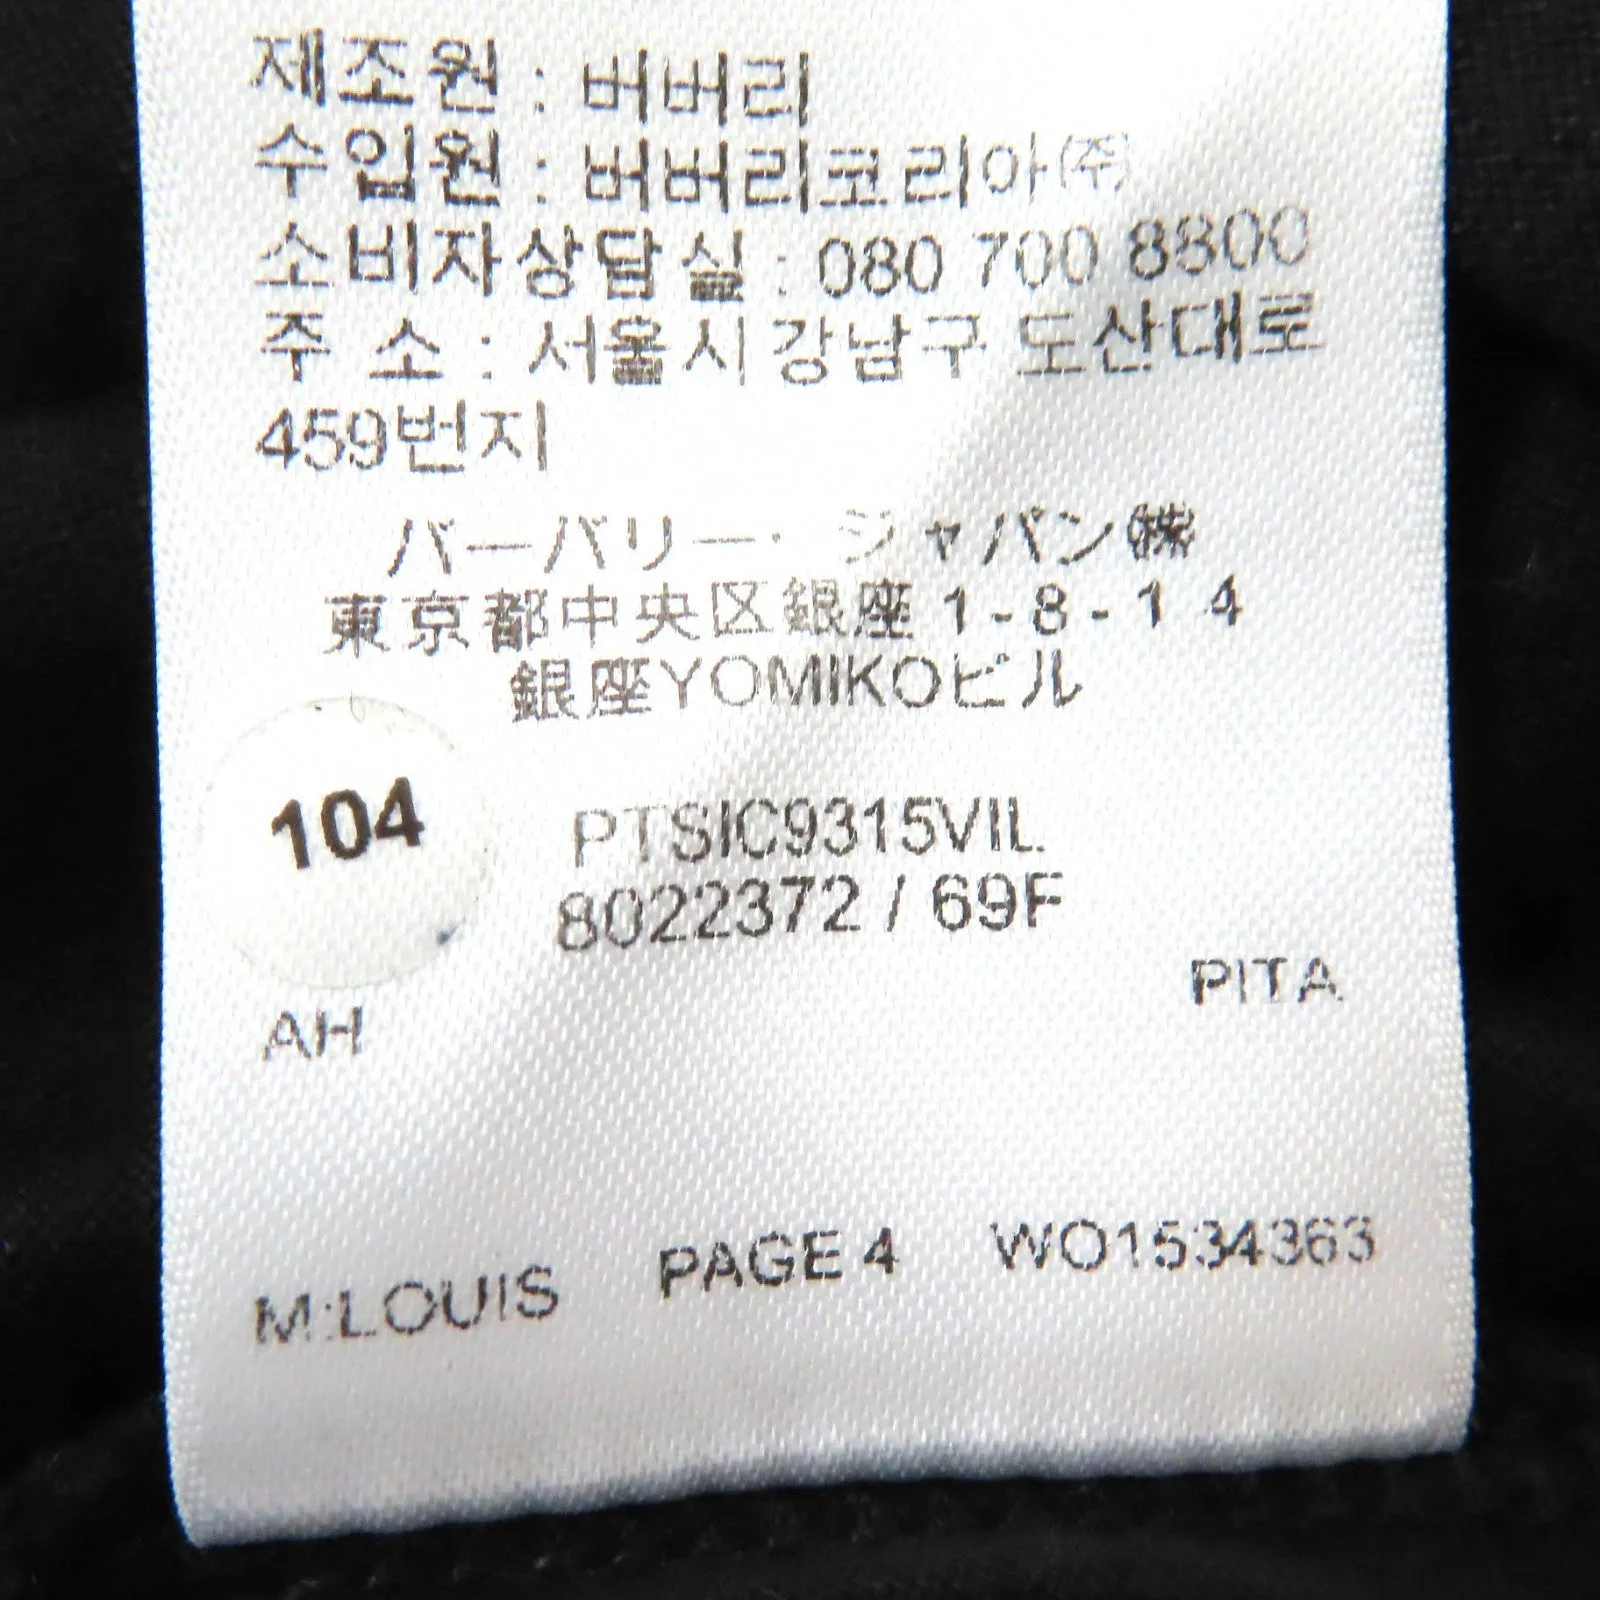 제조원 : 버버리
수입원 : 버버리코리아㈜
소비자상담실 : 080 700 8800
주 소 : 서울시 강남구 도산대로
459번지
バーバリー・ジャパン㈱
東京都中央区銀座1-8-14
銀座YOMIKOビル
104
PTSIC9315VIL
8022372 / 69F
PITA
AH
M:LOUIS PAGE 4 WO1534363